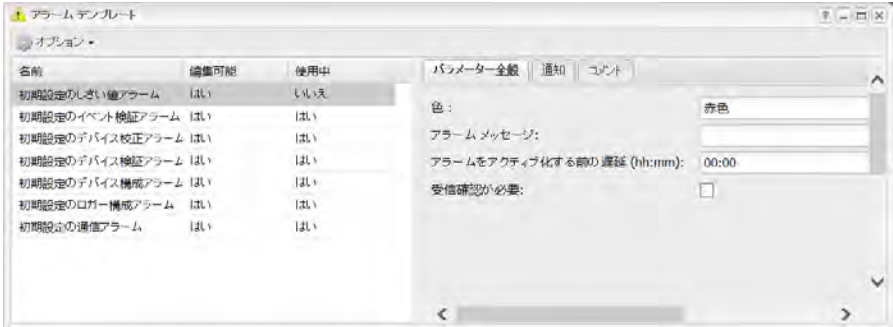 アラーム テンプレート
オプション
名前 編集可能 使用中
初期設定のしきい値アラーム はい いいえ
初期設定のイベント検証アラーム はい はい
初期設定のデバイス校正アラーム はい はい
初期設定のデバイス検証アラーム はい はい
初期設定のデバイス構成アラーム はい はい
初期設定のロガー構成アラーム はい はい
初期設定の通信アラーム はい はい
パラメーター全般 通知 コメント
色: 赤色
アラーム メッセージ:
アラームをアクティブ化する前の遅延 (hh:mm): 00:00
受信確認が必要: